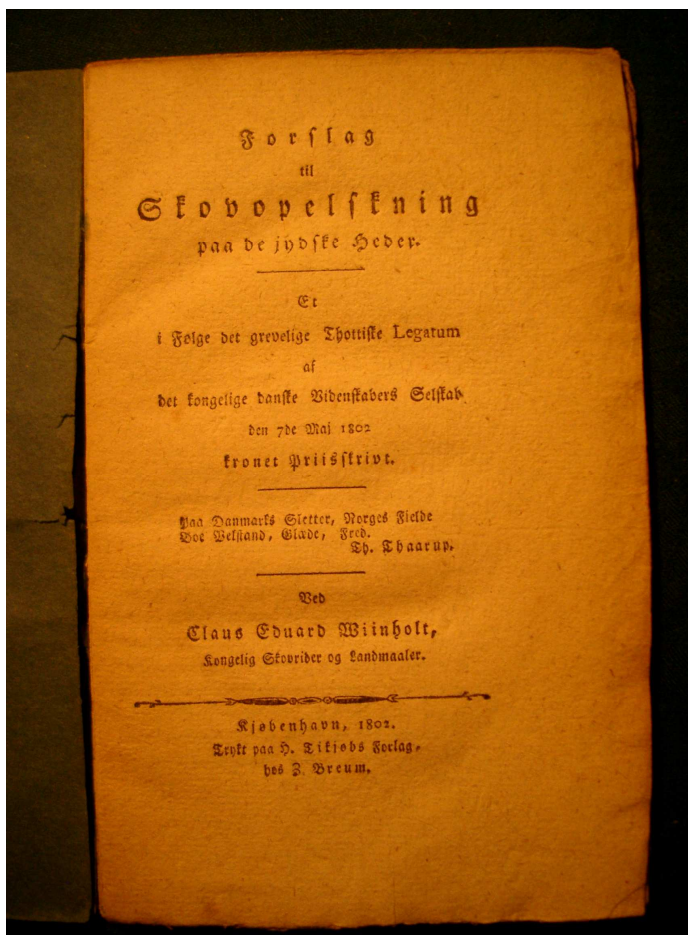 Forslag
til
Skovopelskning
paa de jydske Heder.
Et
i Følge det grevelige Thottiske Legatum
af
det kongelige danske Videnskabers Selskab
den 7de Maj 1802
kronet Priisskrivt.
Paa Danmarks Sletter, Norges Fielde
Boe Velstand, Glæde, Fred.
Th. Thaarup.
Ved
Claus Eduard Wiinholt,
Kongelig Skovrider og Landmaaler.
Kjøbenhavn, 1802.
Trykt paa H. Tikjøbs Forlag,
hos Z. Breum.